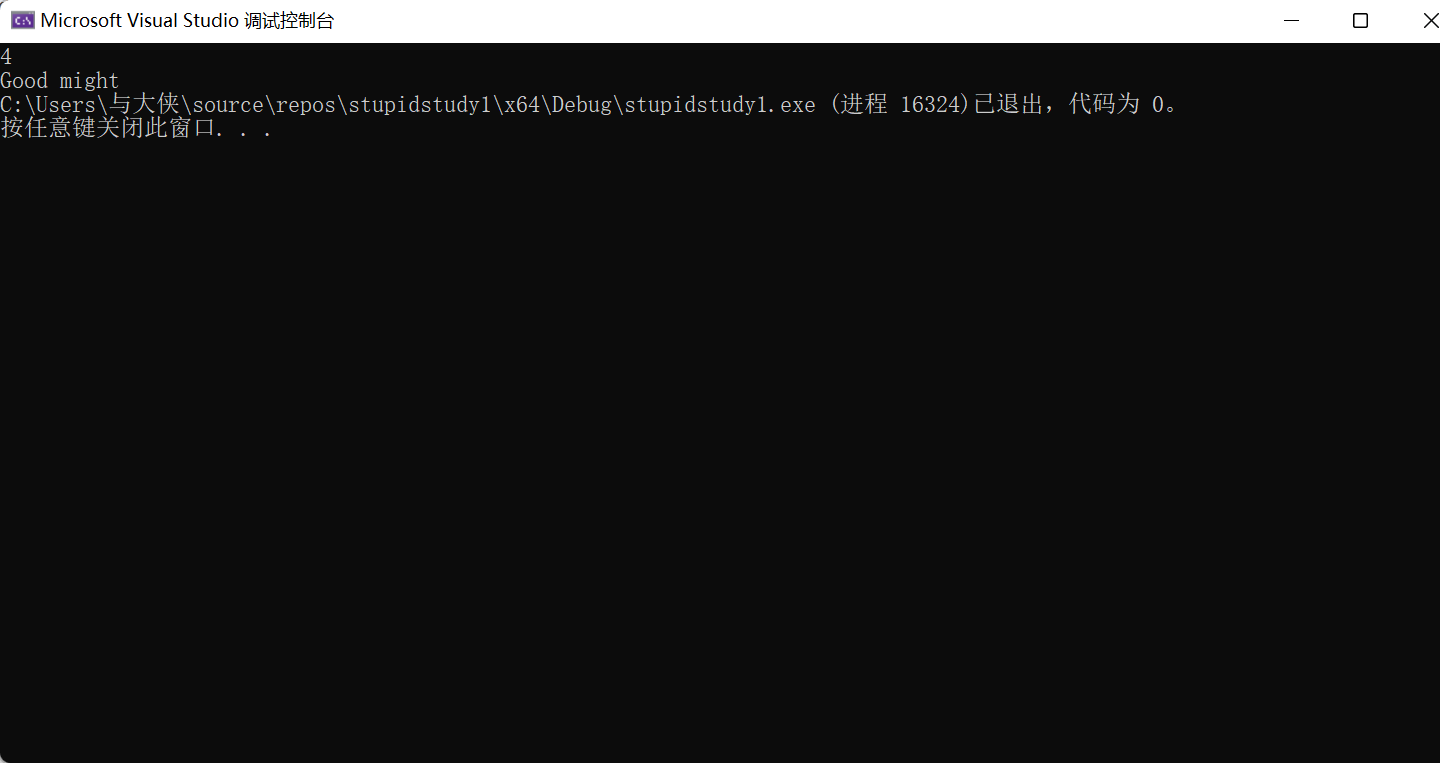 Microsoft Visual Studio 调试控制台
4
Good might
C:\Users\与大侠\source\repos\stupidstudy1\x64\Debug\stupidstudy1.exe (进程 16324)已退出，代码为 0。
按任意键关闭此窗口. . .